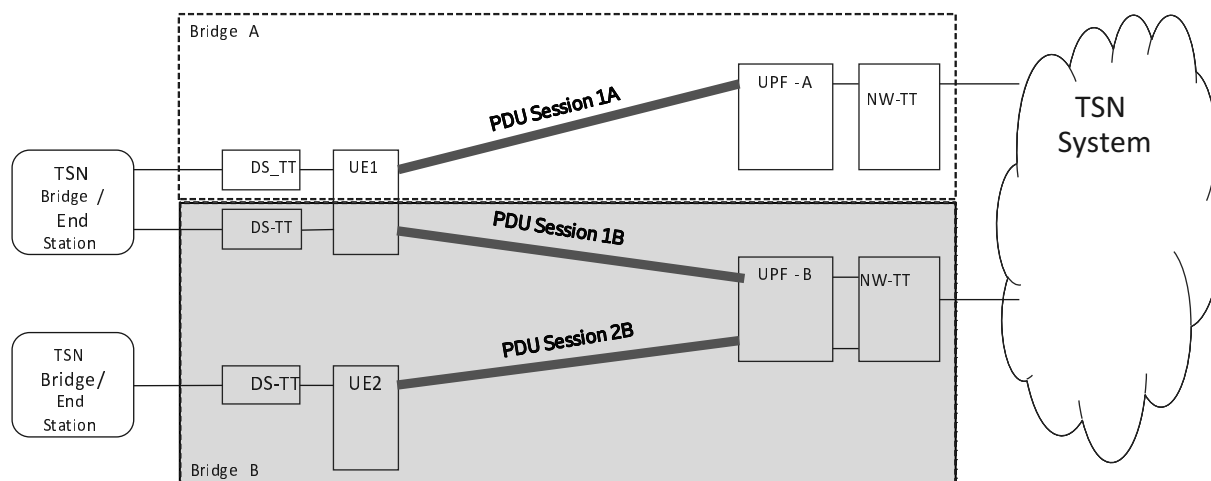 Bridge A
PDU Session 1A
UPF - A
NW-TT
TSN
System
TSN
Bridge /
End
Station
DS_TT
UE1
DS-TT
PDU Session 1B
UPF - B
NW-TT
TSN
Bridge/
End
Station
DS-TT
UE2
PDU Session 2B
Bridge B